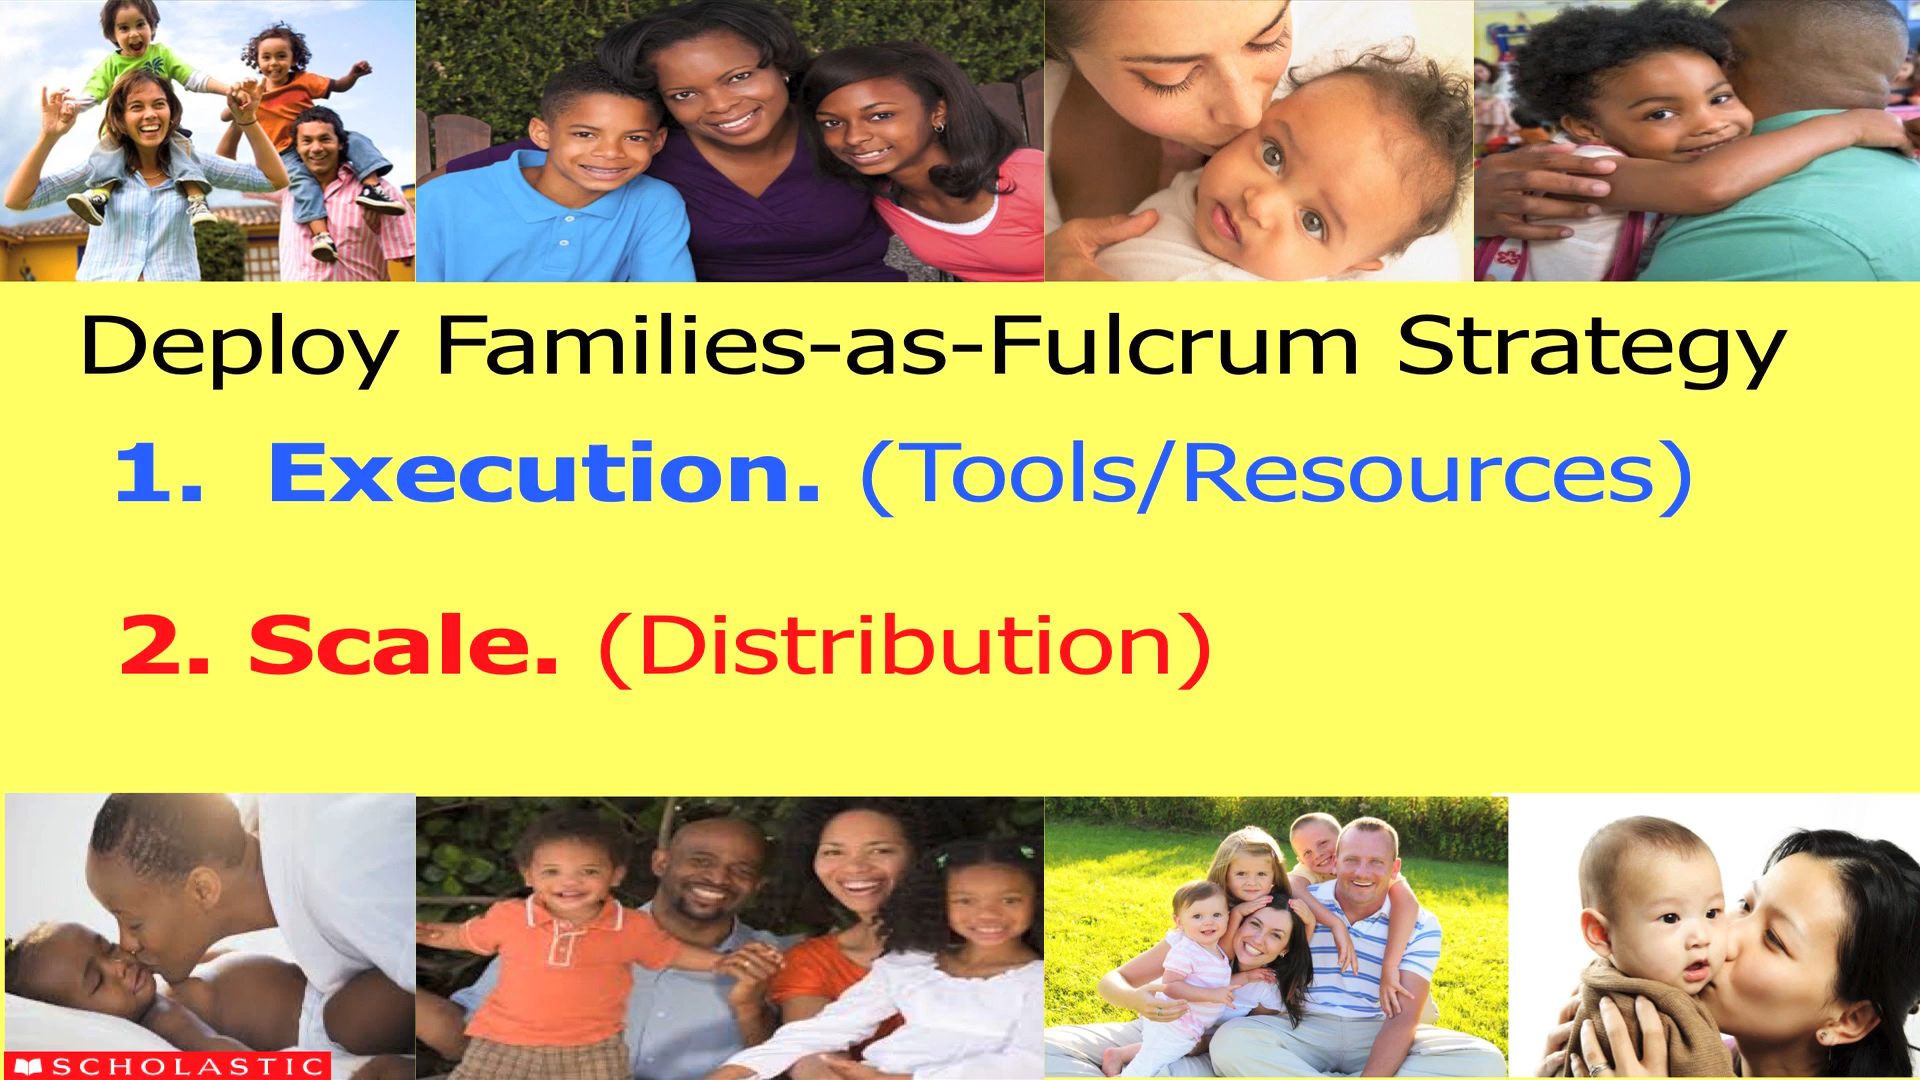 Deploy Families-as-Fulcrum Strategy
1. Execution. (Tools/Resources)
2. Scale. (Distribution)
SCHOLASTIC